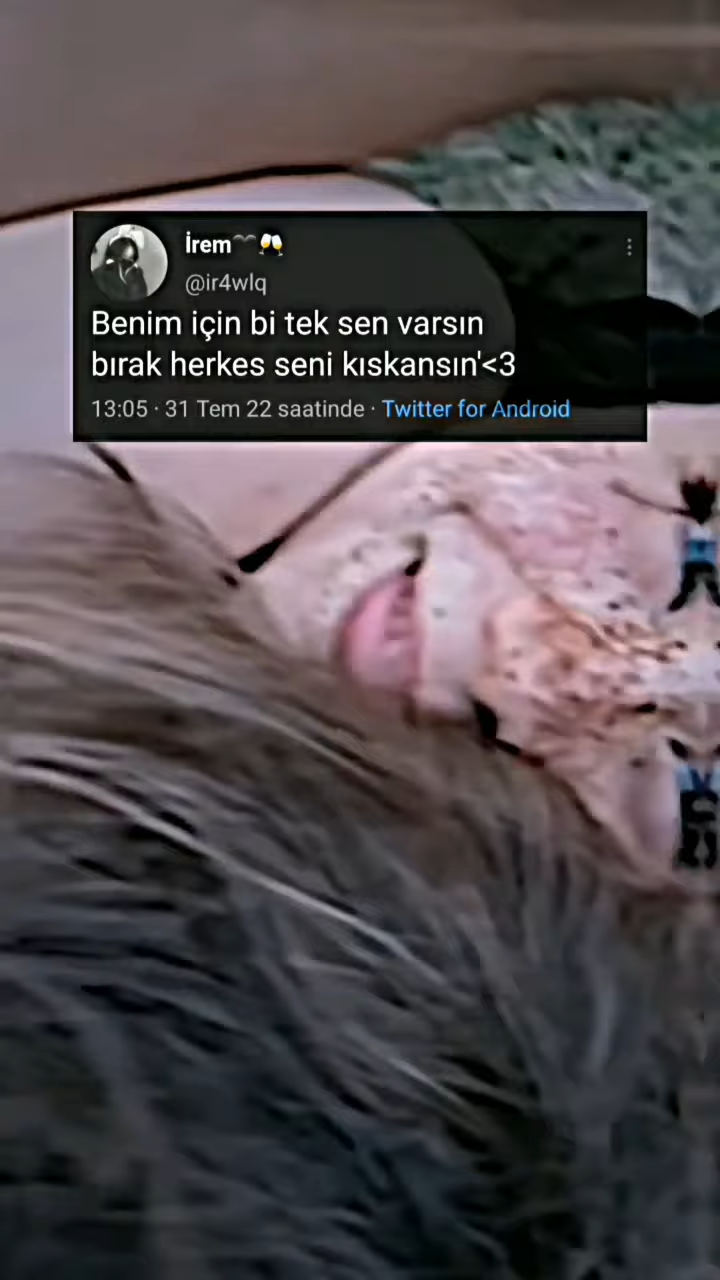 İrem 🥂
@ir4wlq
Benim için bi tek sen varsın
bırak herkes seni kıskansın'<3
13:05 · 31 Tem 22 saatinde · Twitter for Android